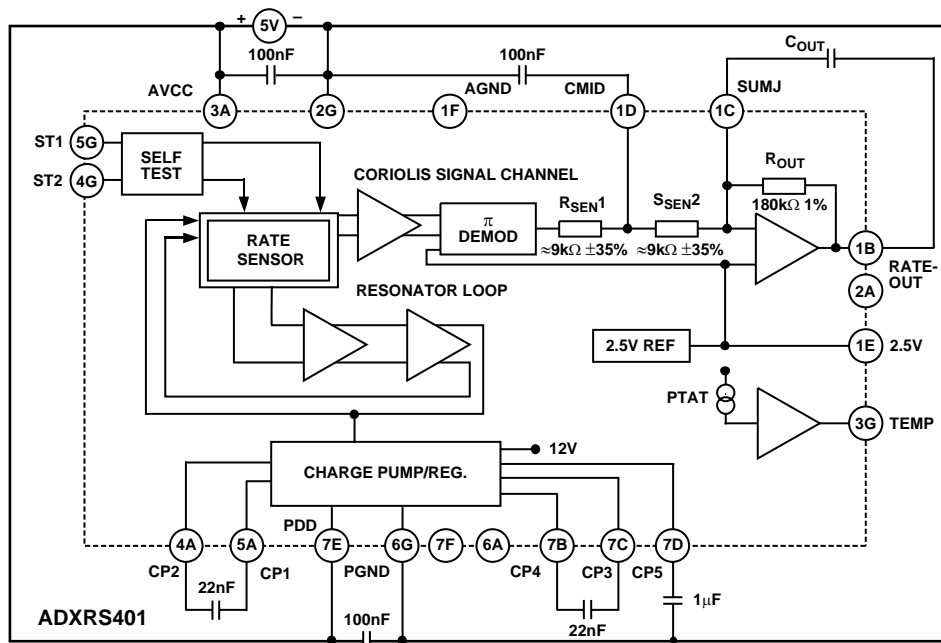 + 5V −
100nF
100nF
C_OUT
AVCC
AGND
CMID
SUMJ
3A
2G
1F
1D
1C
ST1
5G
ST2
4G
SELF
TEST
CORIOLIS SIGNAL CHANNEL
R_OUT
180kΩ 1%
R_SEN1
S_SEN2
π
DEMOD
≈9kΩ ±35%
≈9kΩ ±35%
RATE
SENSOR
1B
RATE-
OUT
2A
RESONATOR LOOP
2.5V REF
1E
2.5V
PTAT
3G
TEMP
12V
CHARGE PUMP/REG.
PDD
4A
5A
7E
6G
7F
6A
7B
7C
7D
CP2
CP1
PGND
CP4
CP3
CP5
22nF
100nF
22nF
1μF
ADXRS401